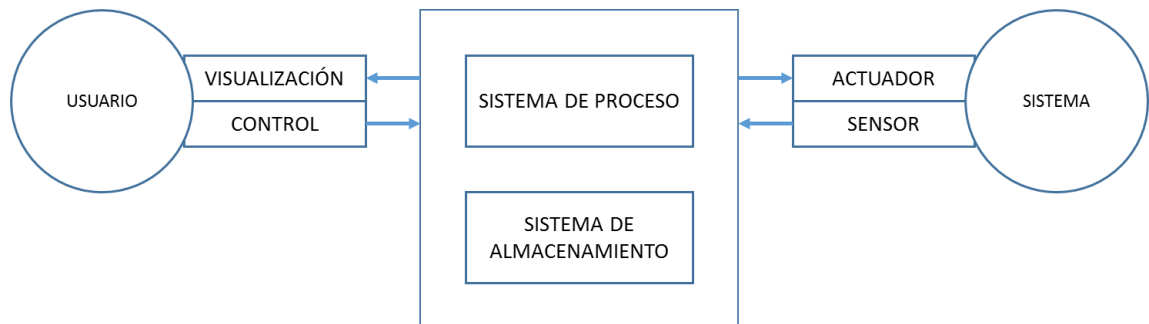 USUARIO
VISUALIZACIÓN
CONTROL
SISTEMA DE PROCESO
SISTEMA DE
ALMACENAMIENTO
ACTUADOR
SENSOR
SISTEMA